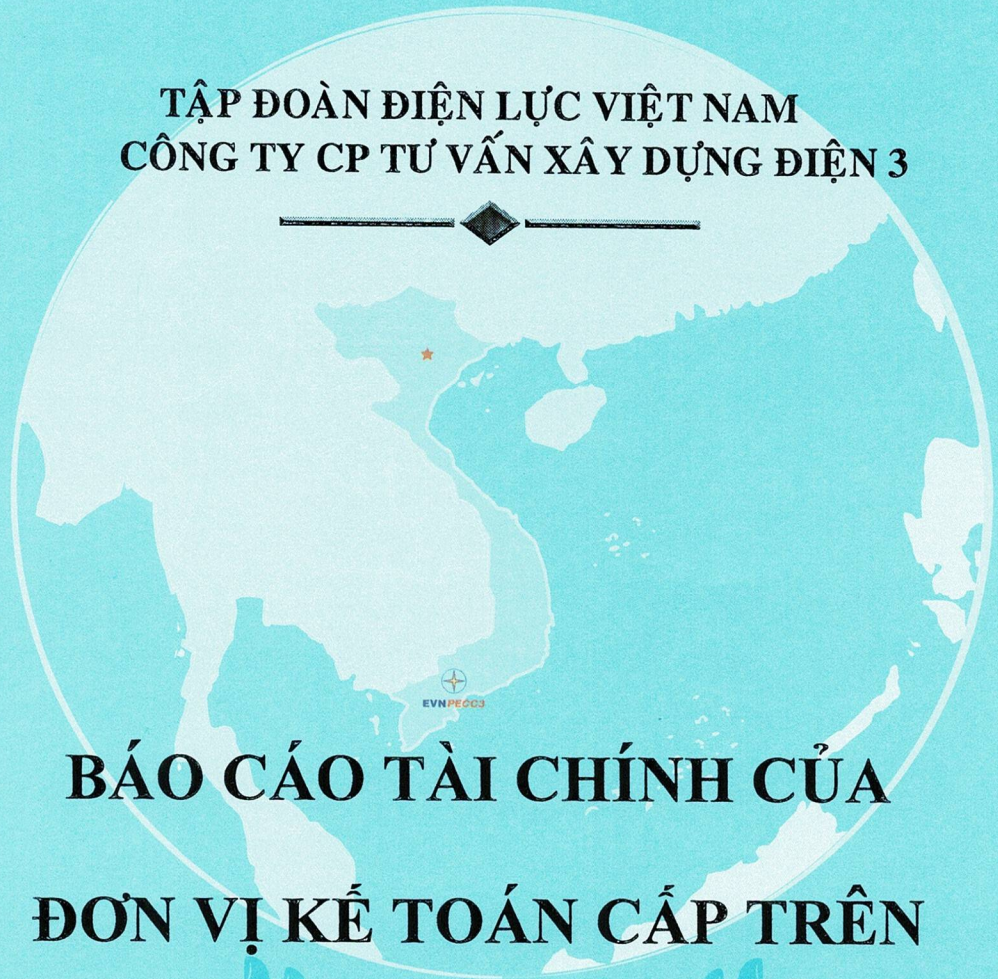 TẬP ĐOÀN ĐIỆN LỰC VIỆT NAM
CÔNG TY CP TƯ VẤN XÂY DỰNG ĐIỆN 3
EVNPECC3
BÁO CÁO TÀI CHÍNH CỦA
ĐƠN VỊ KẾ TOÁN CẤP TRÊN